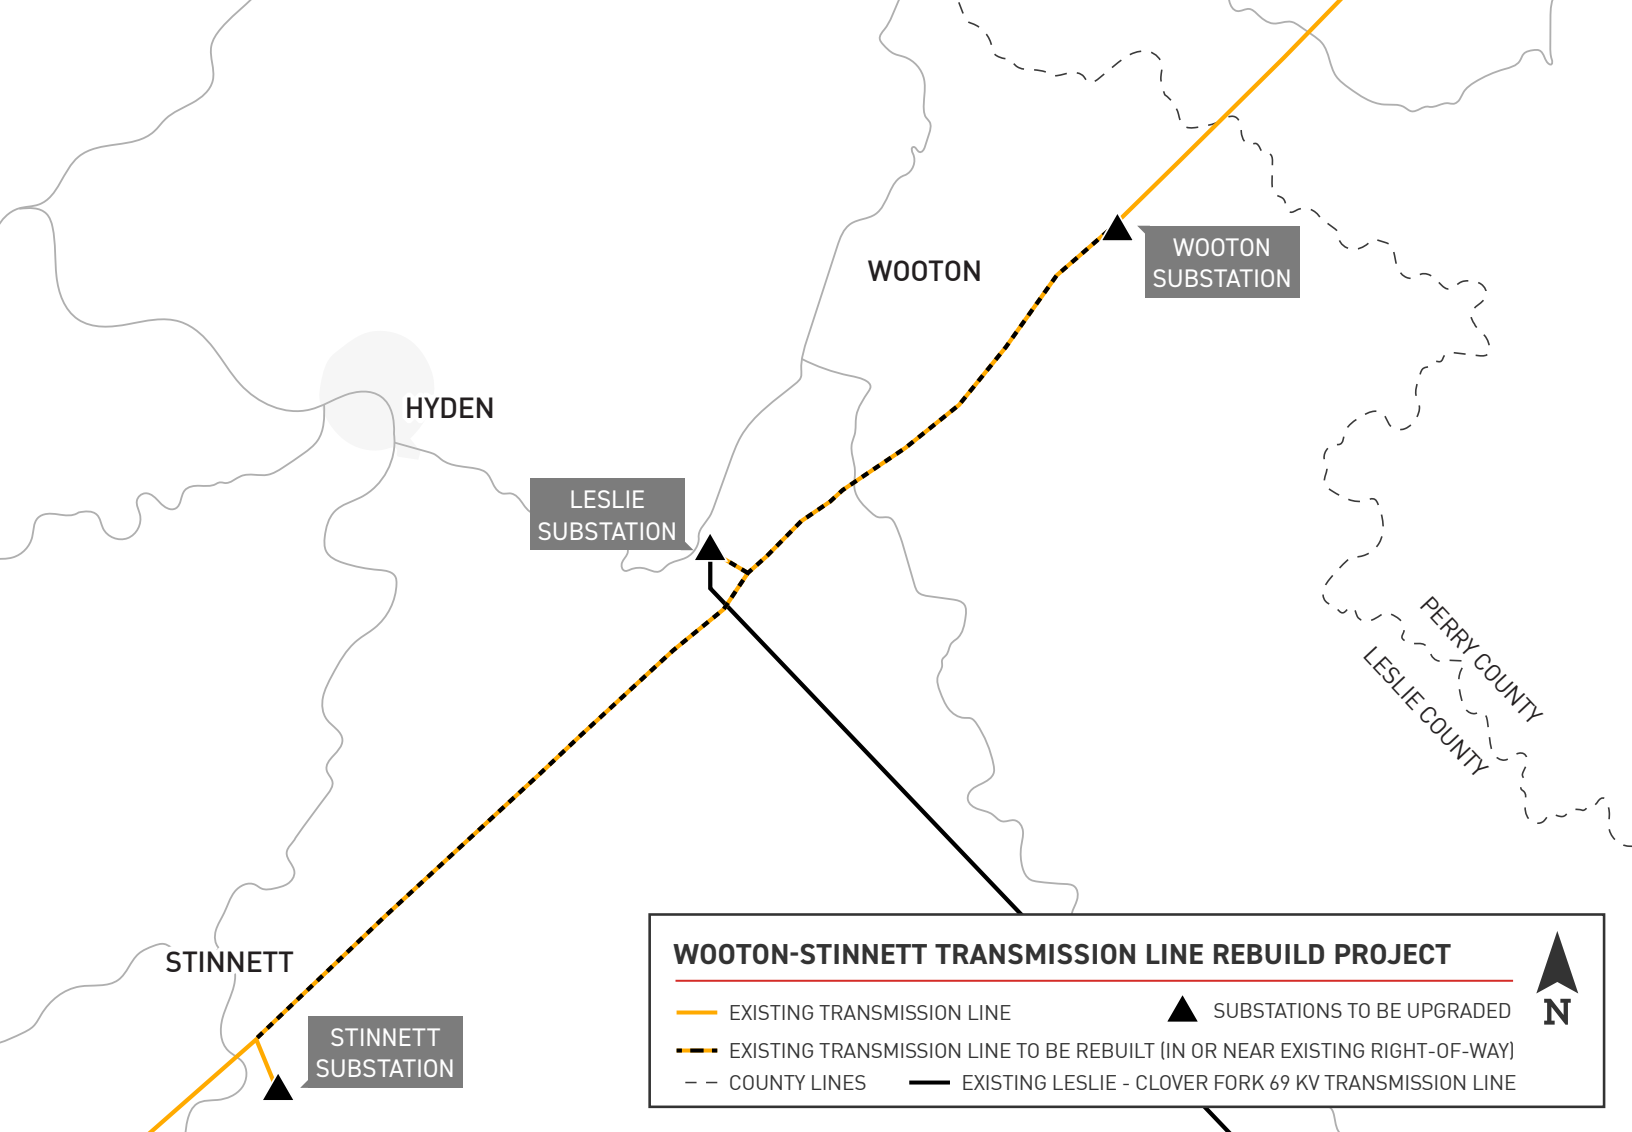 WOOTON
WOOTON
SUBSTATION
HYDEN
LESLIE
SUBSTATION
PERRY COUNTY
LESLIE COUNTY
STINNETT
STINNETT
SUBSTATION
WOOTON-STINNETT TRANSMISSION LINE REBUILD PROJECT
EXISTING TRANSMISSION LINE
SUBSTATIONS TO BE UPGRADED
N
EXISTING TRANSMISSION LINE TO BE REBUILT (IN OR NEAR EXISTING RIGHT-OF-WAY)
COUNTY LINES
EXISTING LESLIE - CLOVER FORK 69 KV TRANSMISSION LINE